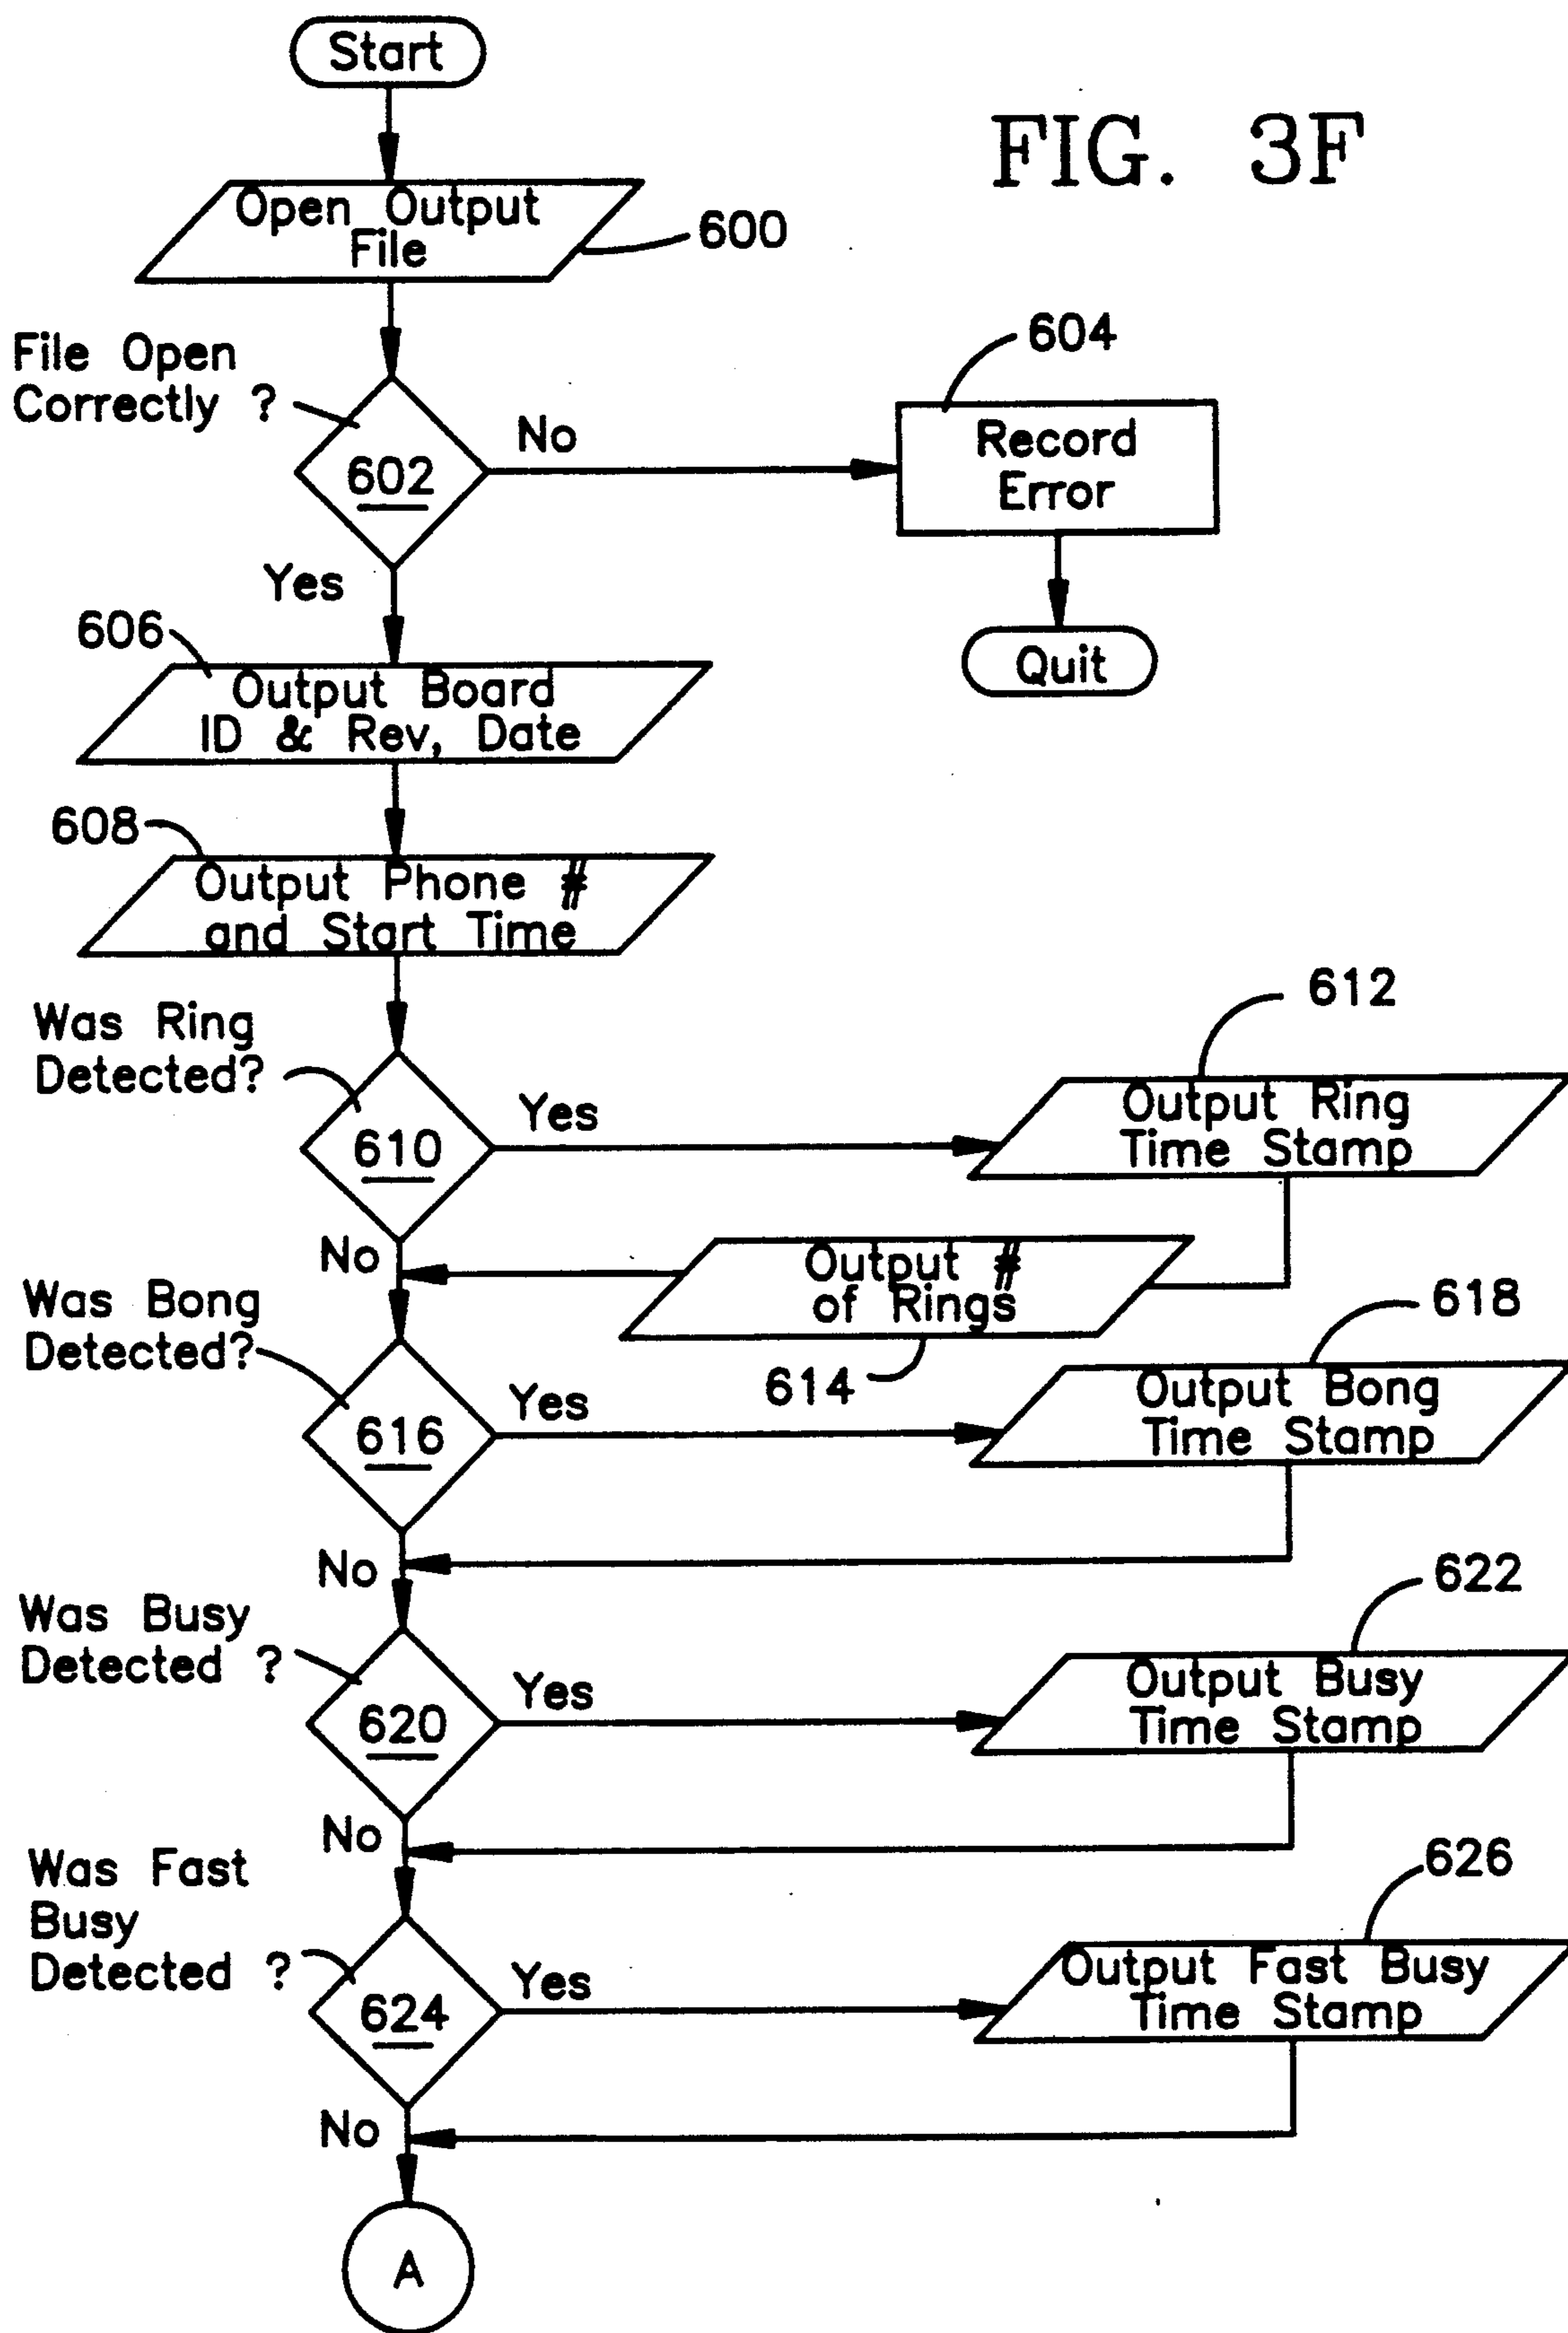 Start
FIG. 3F
Open Output
File
600
File Open
Correctly ?
602
No
604
Record
Error
Yes
Quit
606
Output Board
ID & Rev, Date
608
Output Phone #
and Start Time
Was Ring
Detected?
610
Yes
612
Output Ring
Time Stamp
No
Output #
of Rings
614
Was Bong
Detected?
616
Yes
618
Output Bong
Time Stamp
No
Was Busy
Detected ?
620
Yes
622
Output Busy
Time Stamp
No
Was Fast
Busy
Detected ?
624
Yes
626
Output Fast Busy
Time Stamp
No
A